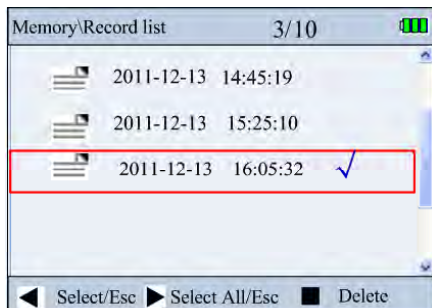 Memory\Record list 3/10
2011-12-13 14:45:19
2011-12-13 15:25:10
2011-12-13 16:05:32 √
◀ Select/Esc ▶ Select All/Esc ■ Delete